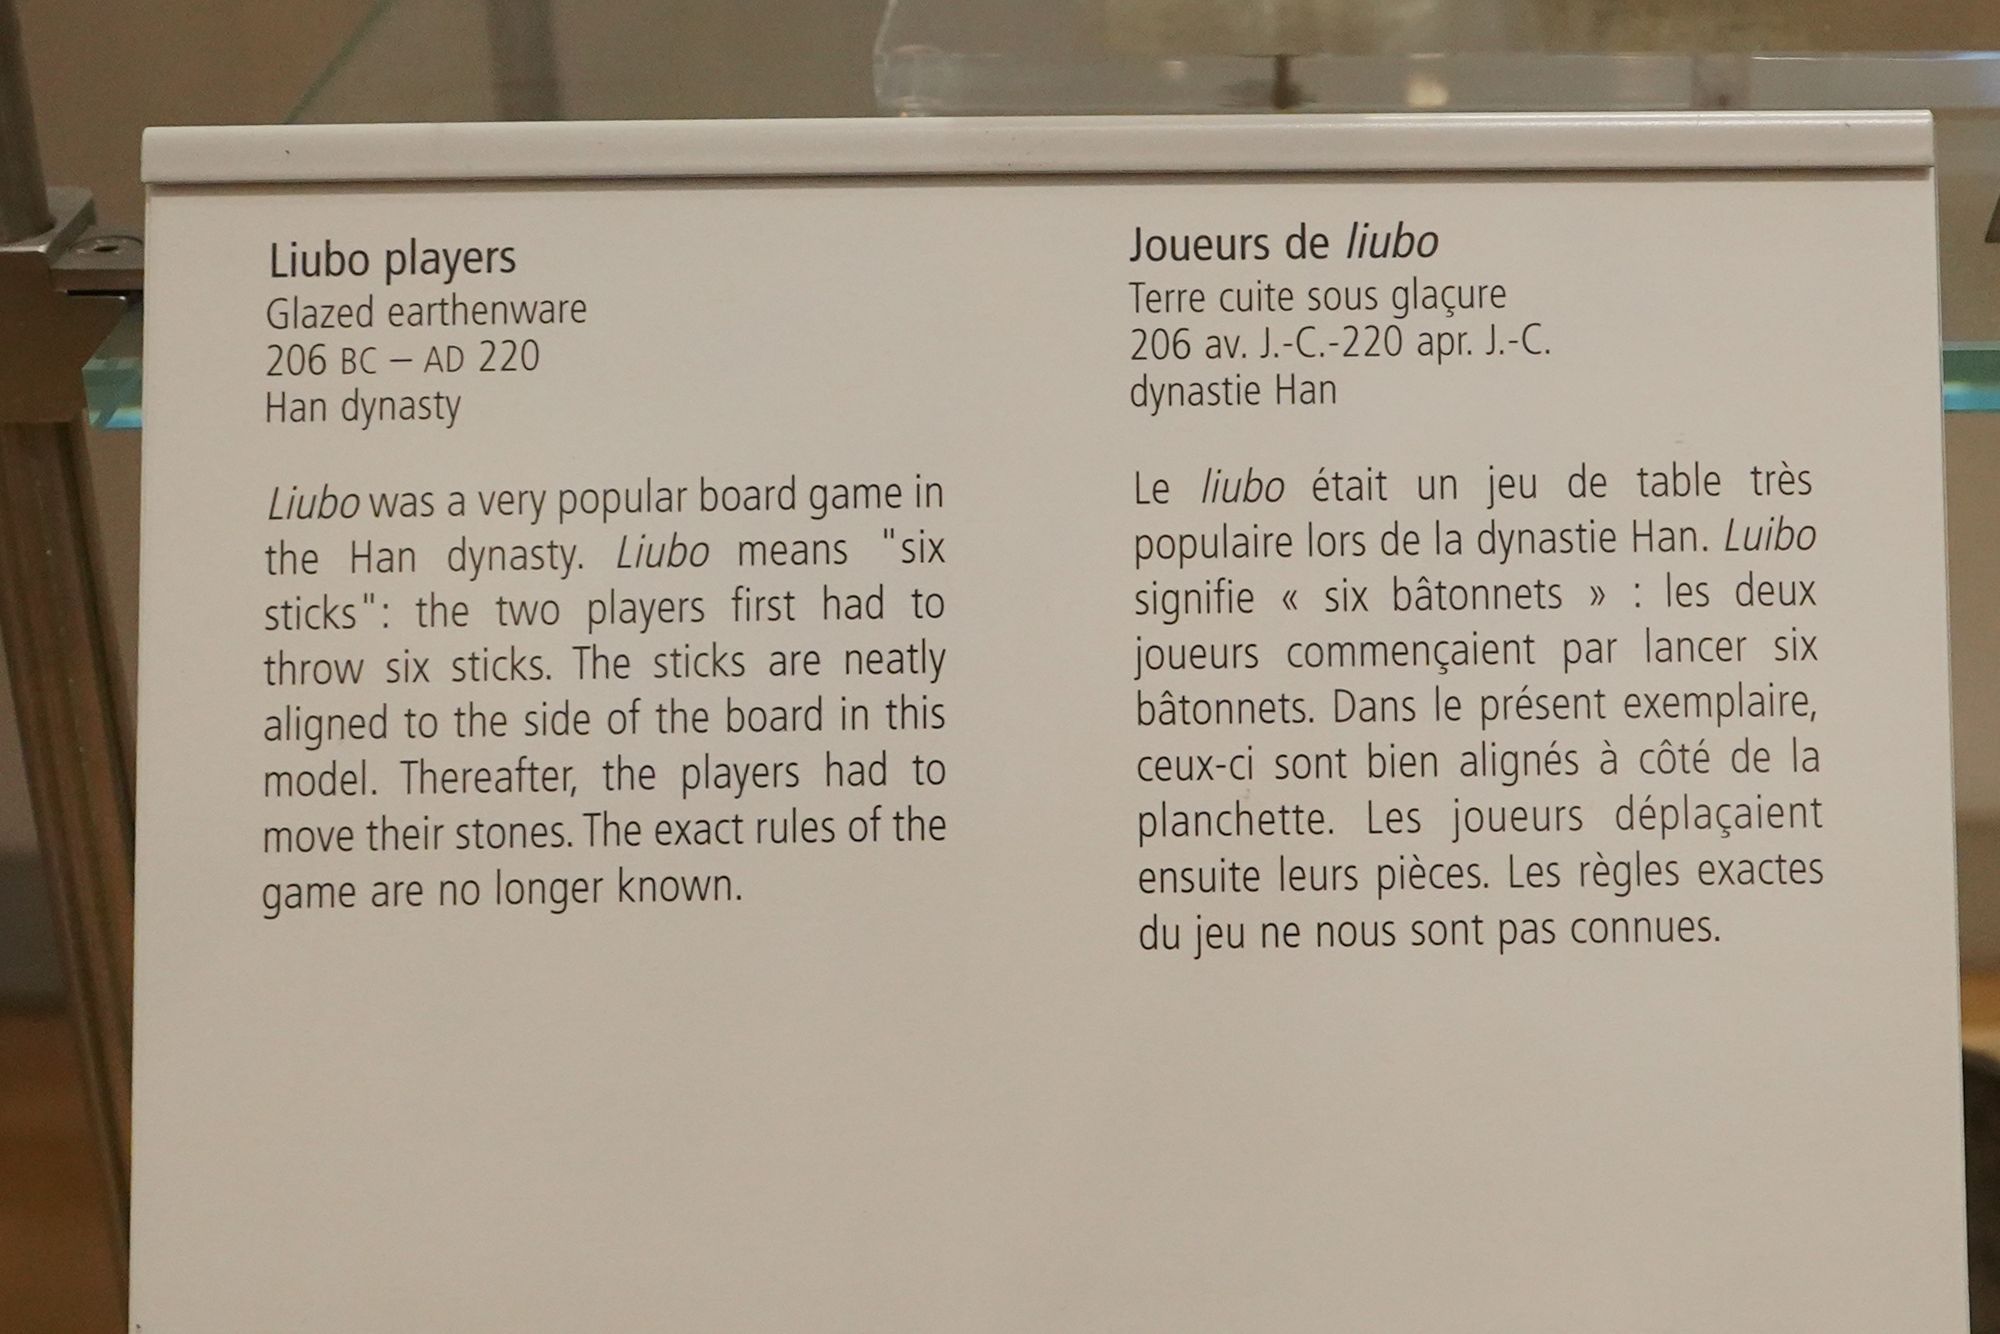 Liubo players
Glazed earthenware
206 BC – AD 220
Han dynasty
Liubo was a very popular board game in
the Han dynasty. Liubo means "six
sticks": the two players first had to
throw six sticks. The sticks are neatly
aligned to the side of the board in this
model. Thereafter, the players had to
move their stones. The exact rules of the
game are no longer known.
Joueurs de liubo
Terre cuite sous glaçure
206 av. J.-C.-220 apr. J.-C.
dynastie Han
Le liubo était un jeu de table très
populaire lors de la dynastie Han. Luibo
signifie « six bâtonnets » : les deux
joueurs commençaient par lancer six
bâtonnets. Dans le présent exemplaire,
ceux-ci sont bien alignés à côté de la
planchette. Les joueurs déplaçaient
ensuite leurs pièces. Les règles exactes
du jeu ne nous sont pas connues.